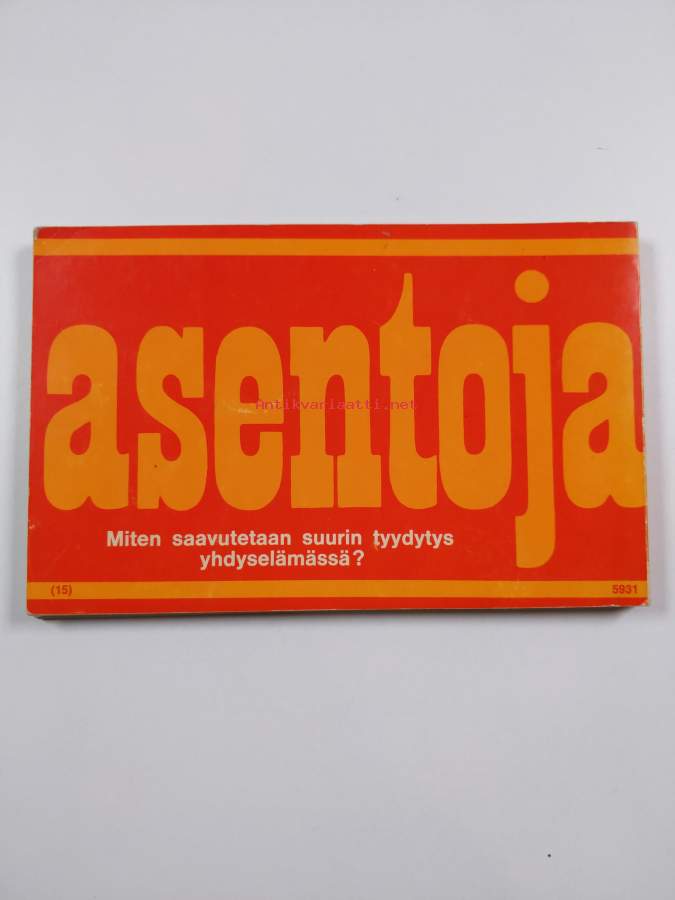 asentoja
Antikvariaatti.net
Miten saavutetaan suurin tyydytys
yhdyselämässä?
(15)
5931